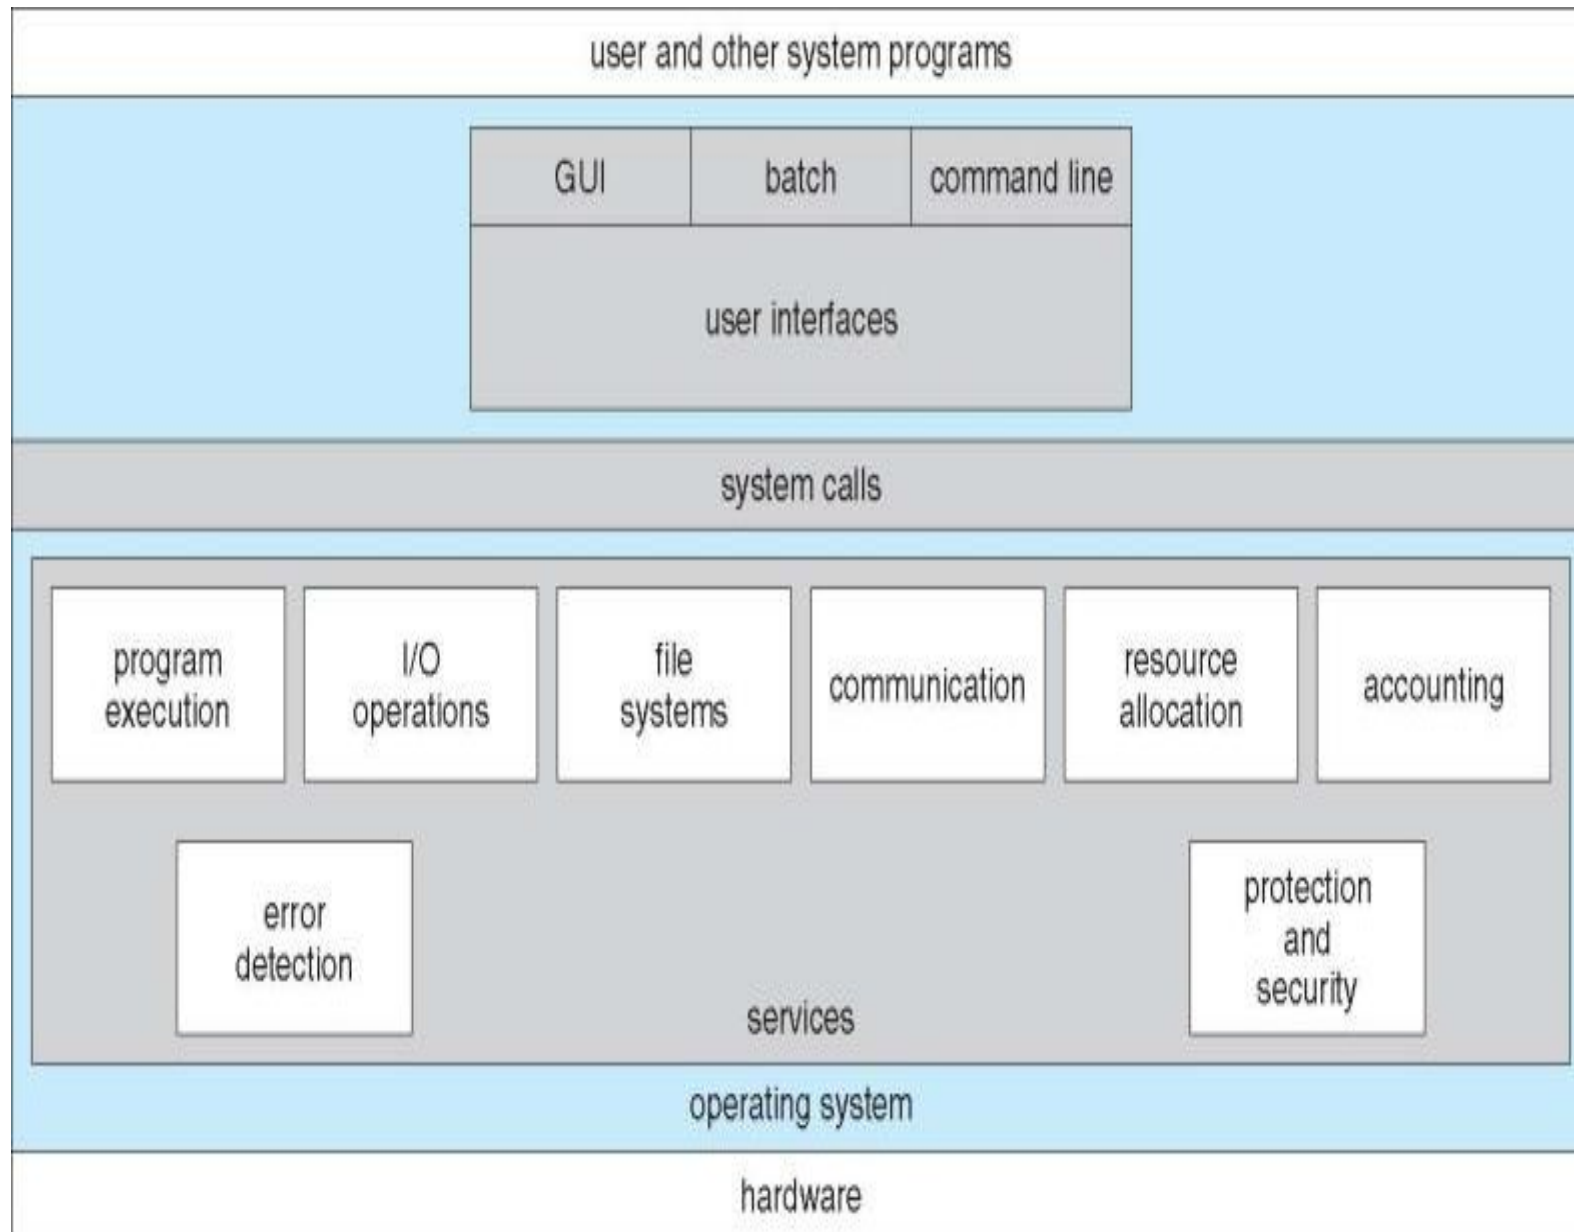 user and other system programs
GUI
batch
command line
user interfaces
system calls
program
execution
I/O
operations
file
systems
communication
resource
allocation
accounting
error
detection
protection
and
security
services
operating system
hardware